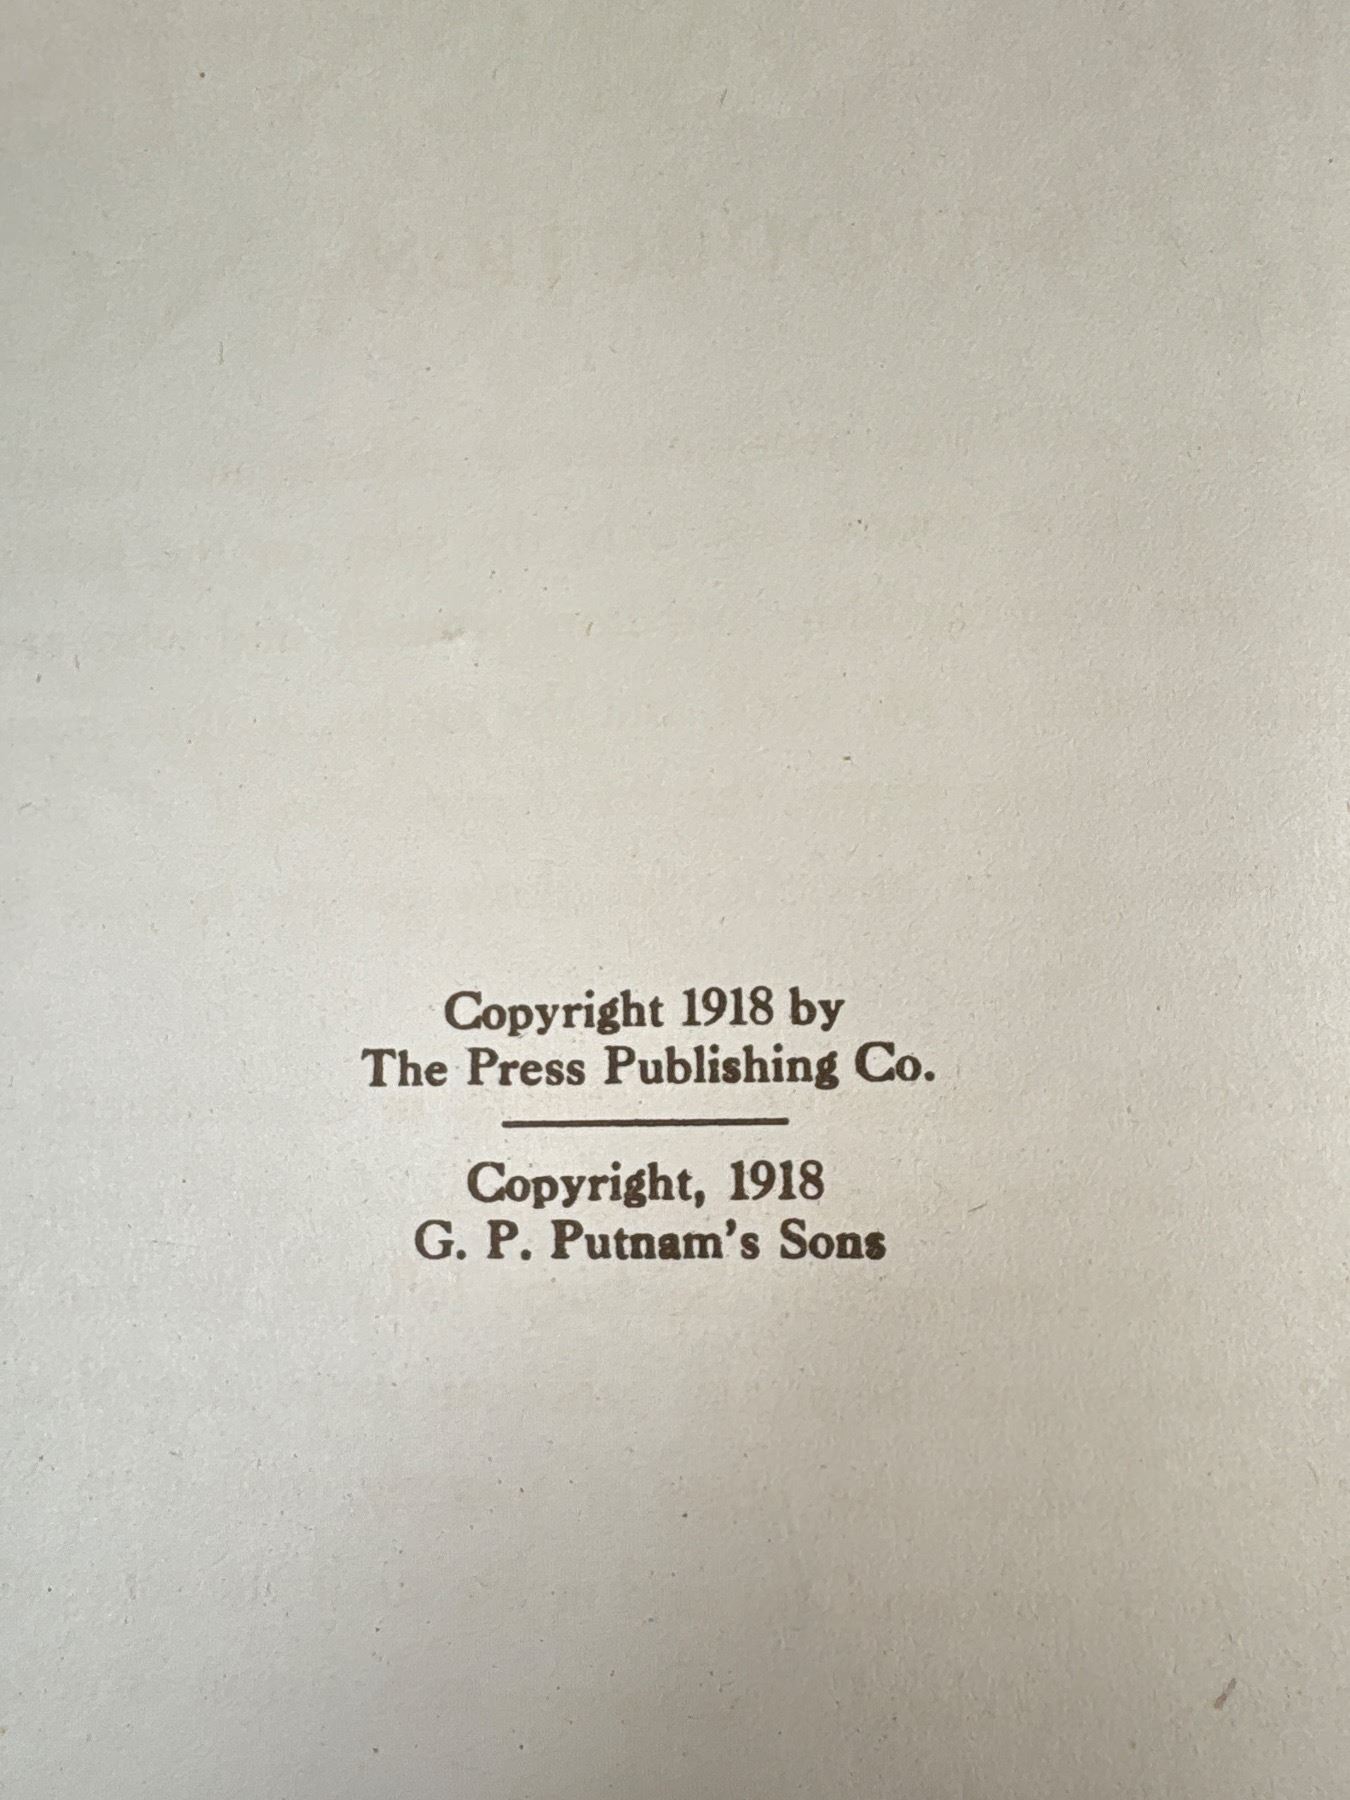 Copyright 1918 by
The Press Publishing Co.
Copyright, 1918
G. P. Putnam's Sons